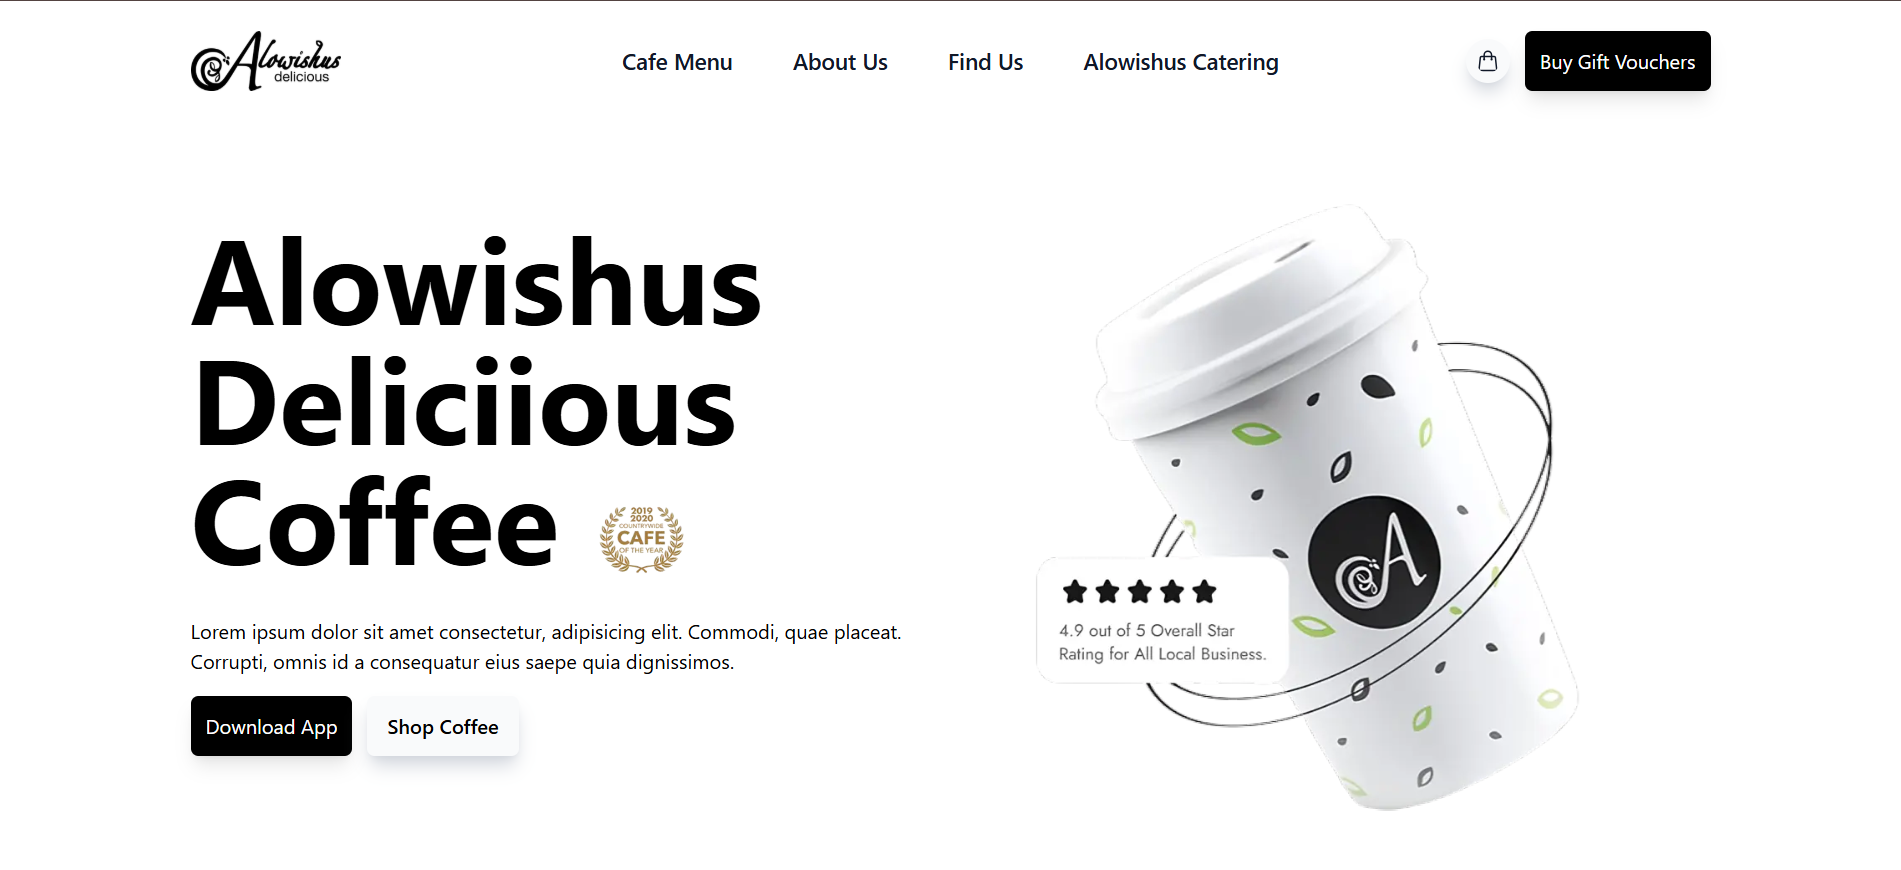 Alowishus
delicious
Cafe Menu
About Us
Find Us
Alowishus Catering
Buy Gift Vouchers
Alowishus
Deliciious
Coffee
2019
2020
COUNTRYWIDE
CAFE
OF THE YEAR
Lorem ipsum dolor sit amet consectetur, adipisicing elit. Commodi, quae placeat.
Corrupti, omnis id a consequatur eius saepe quia dignissimos.
Download App
Shop Coffee
A
4.9 out of 5 Overall Star
Rating for All Local Business.